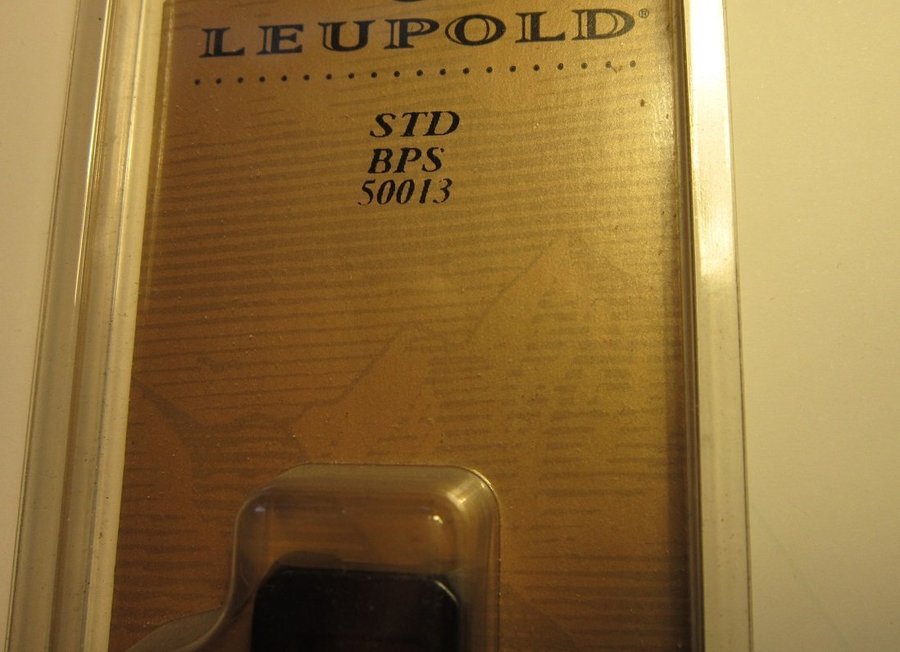 LEUPOLD®
STD
BPS
50013